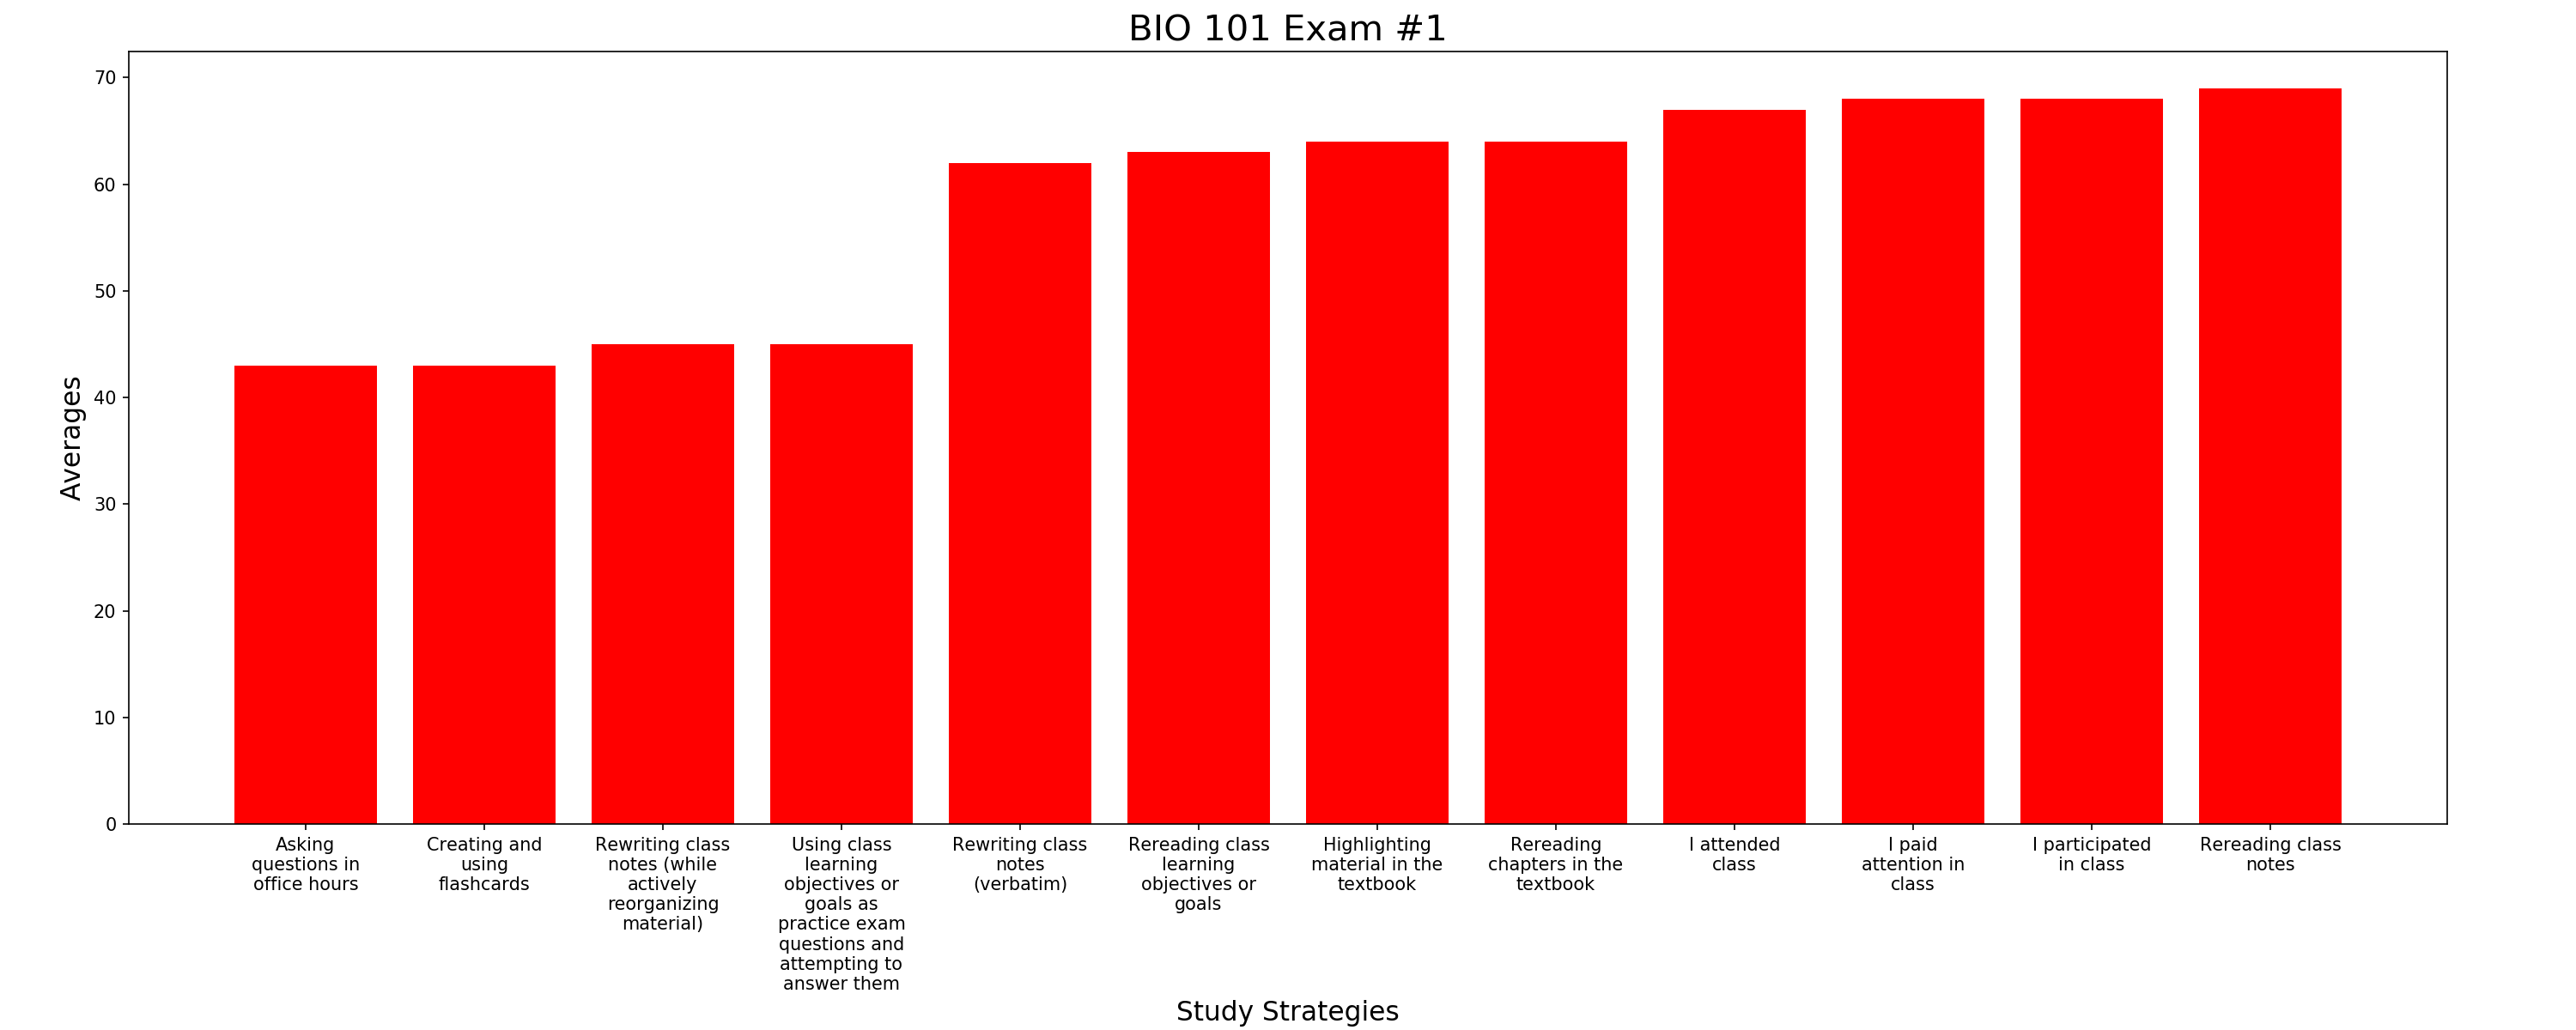 BIO 101 Exam #1
Averages
70
60
50
40
30
20
10
0
Asking
questions in
office hours
Creating and
using
flashcards
Rewriting class
notes (while
actively
reorganizing
material)
Using class
learning
objectives or
goals as
practice exam
questions and
attempting to
answer them
Rewriting class
notes
(verbatim)
Rereading class
learning
objectives or
goals
Highlighting
material in the
textbook
Rereading
chapters in the
textbook
I attended
class
I paid
attention in
class
I participated
in class
Rereading class
notes
Study Strategies